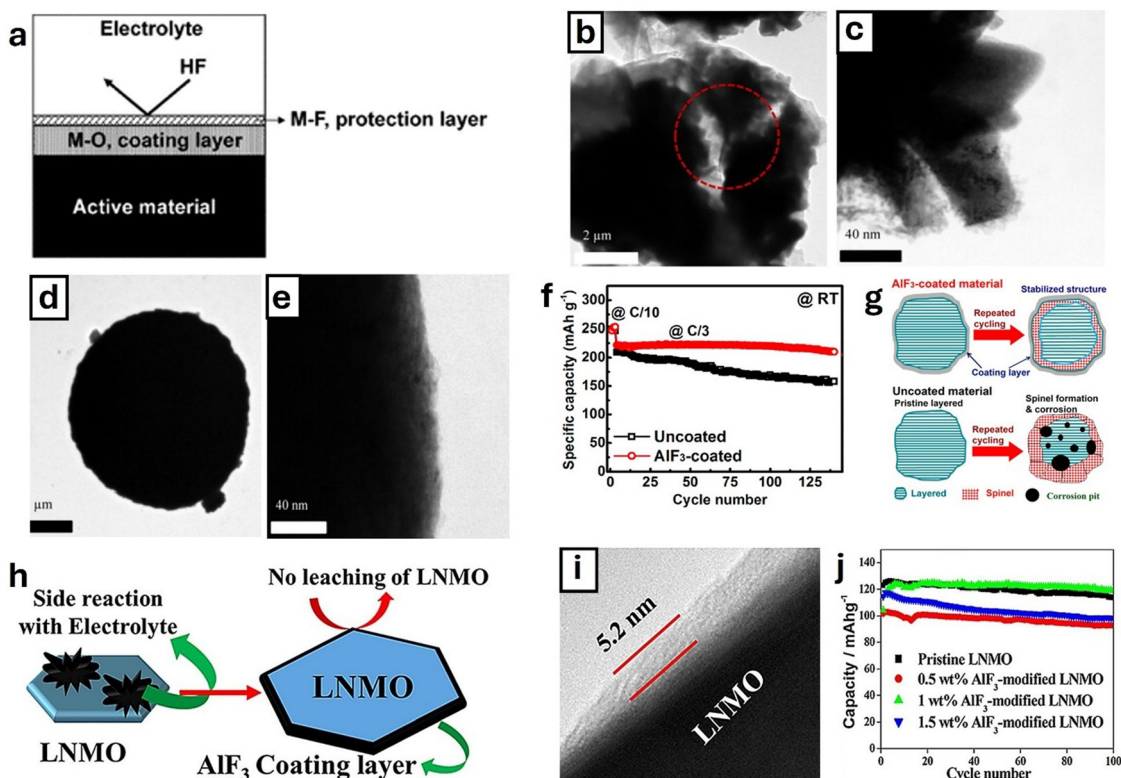 a
Electrolyte
HF
M-F, protection layer
M-O, coating layer
Active material
b
2 µm
c
40 nm
d
µm
e
40 nm
f
Specific capacity (mAh g⁻¹)
300
250
200
150
100
50
0
@ C/10
@ C/3
@ RT
Uncoated
AlF₃-coated
0 25 50 75 100 125
Cycle number
g
AlF₃-coated material
Stabilized structure
Repeated
cycling
Coating layer
Uncoated material
Pristine layered
Spinel formation
& corrosion
Repeated
cycling
Layered
Spinel
Corrosion pit
h
No leaching of LNMO
Side reaction
with Electrolyte
LNMO
LNMO
AlF₃ Coating layer
i
5.2 nm
LNMO
j
Capacity / mAhg⁻¹
140
120
100
80
60
40
20
0
Pristine LNMO
0.5 wt% AlF₃-modified LNMO
1 wt% AlF₃-modified LNMO
1.5 wt% AlF₃-modified LNMO
0 20 40 60 80 100
Cycle number